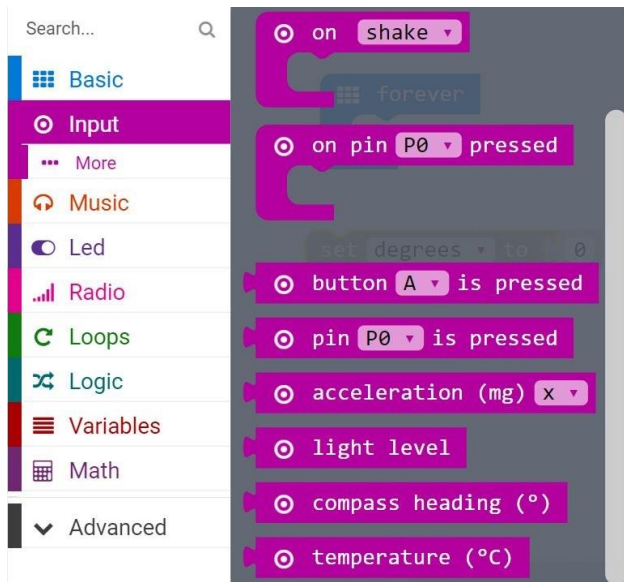 Search...
Basic
Input
More
Music
Led
Radio
Loops
Logic
Variables
Math
Advanced
on shake
forever
on pin P0 pressed
set degrees to 0
button A is pressed
pin P0 is pressed
acceleration (mg) x
light level
compass heading (°)
temperature (°C)